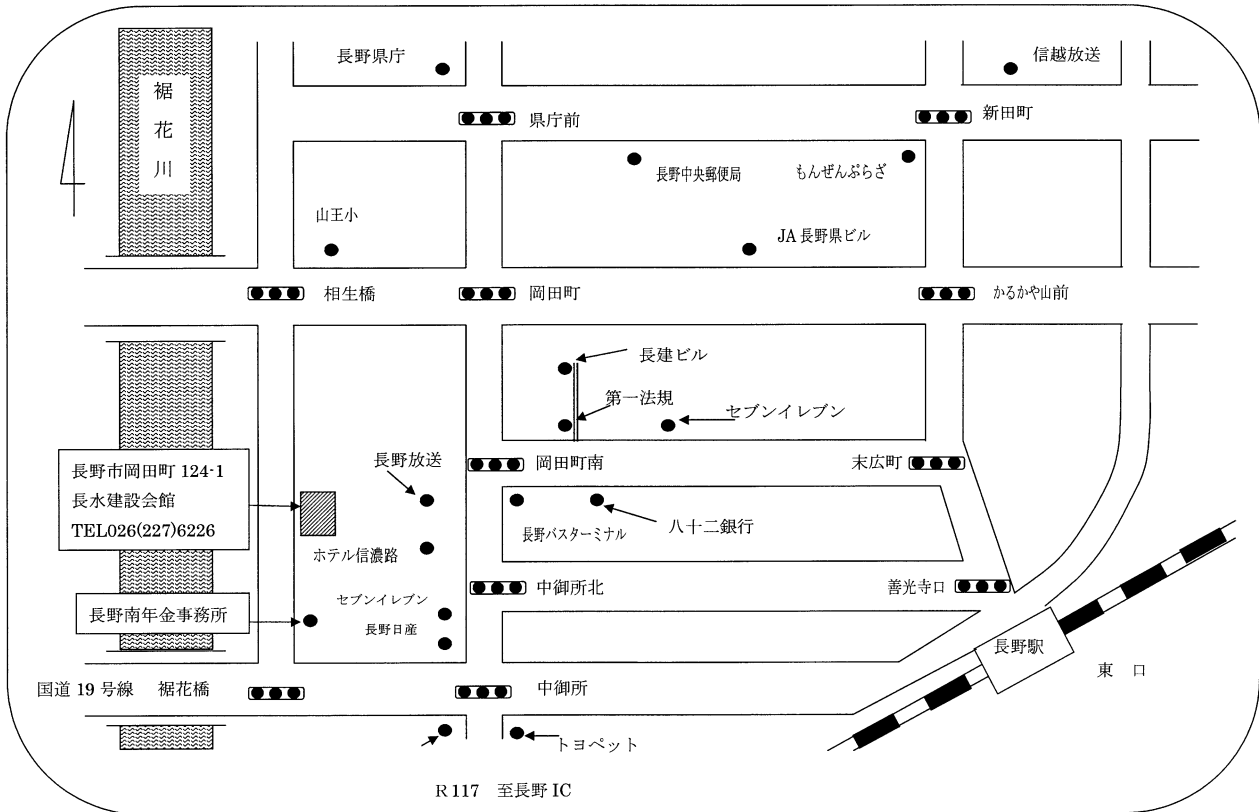 長野県庁
信越放送
裾花川
県庁前
新田町
長野中央郵便局
もんぜんぷらざ
山王小
JA 長野県ビル
相生橋
岡田町
かるかや山前
長建ビル
第一法規
セブンイレブン
長野放送
岡田町南
末広町
長野市岡田町 124-1
長水建設会館
TEL026(227)6226
長野バスターミナル
八十二銀行
ホテル信濃路
中御所北
善光寺口
セブンイレブン
長野南年金事務所
長野日産
長野駅
東 口
国道 19 号線 裾花橋
中御所
トヨペット
R 117 至長野 IC